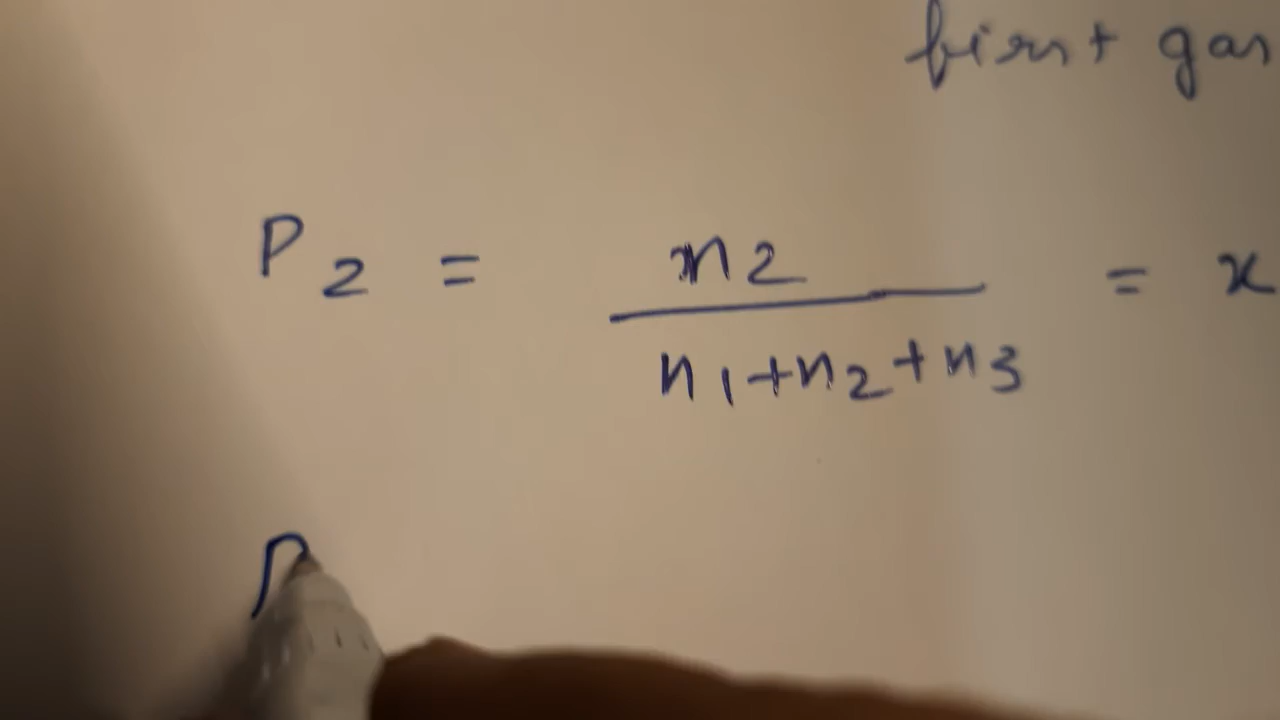 first gas
P2 = n2 / n1+n2+n3 = x
P